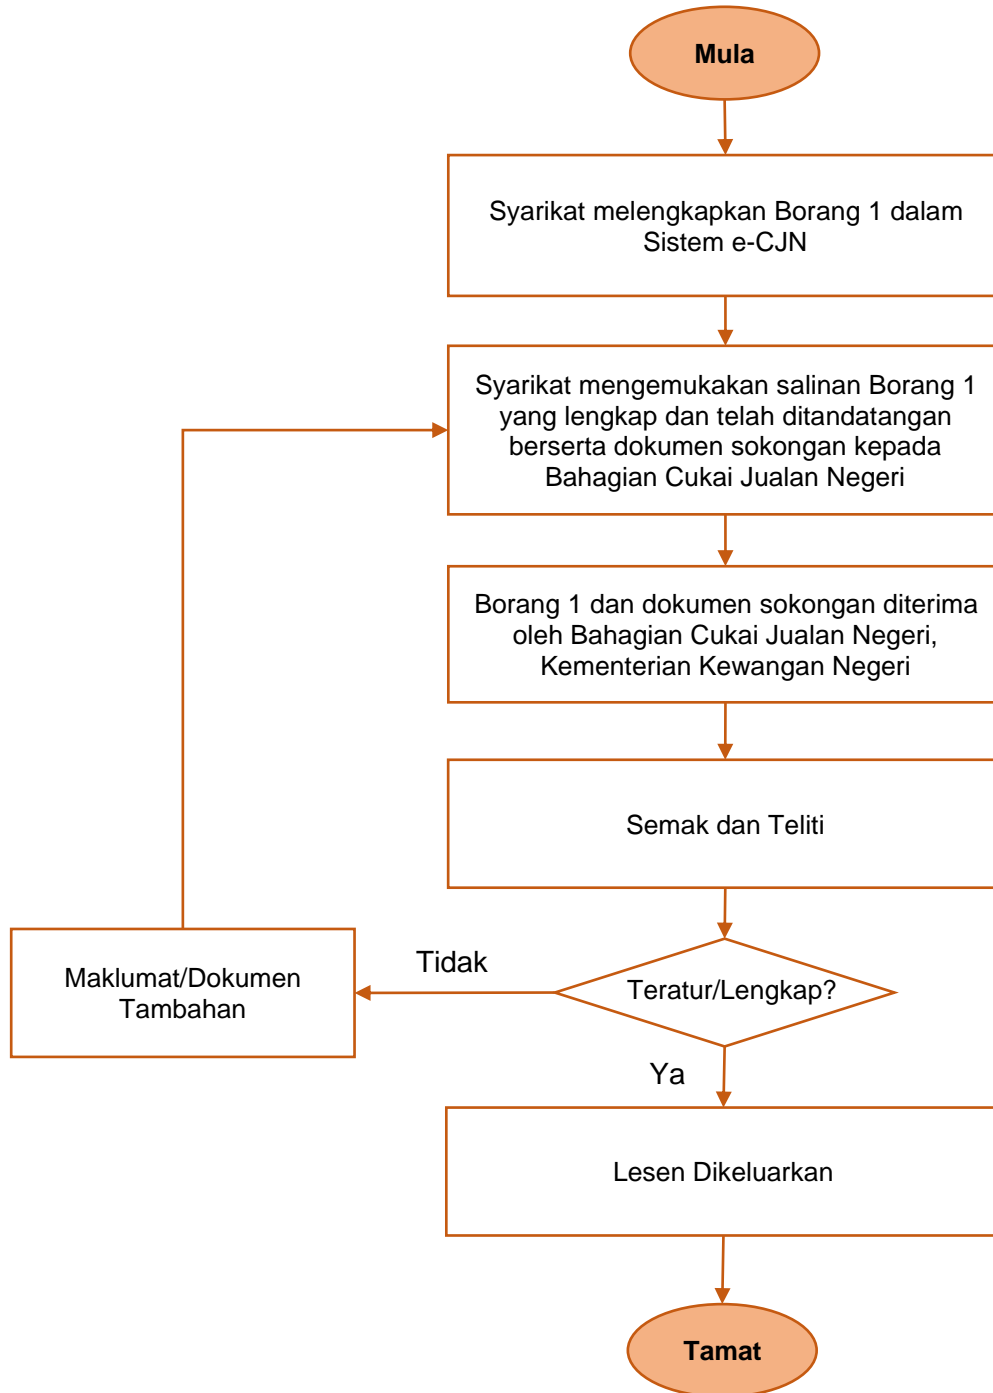 Mula
Syarikat melengkapkan Borang 1 dalam
Sistem e-CJN
Syarikat mengemukakan salinan Borang 1
yang lengkap dan telah ditandatangan
berserta dokumen sokongan kepada
Bahagian Cukai Jualan Negeri
Borang 1 dan dokumen sokongan diterima
oleh Bahagian Cukai Jualan Negeri,
Kementerian Kewangan Negeri
Semak dan Teliti
Teratur/Lengkap?
Tidak
Maklumat/Dokumen
Tambahan
Ya
Lesen Dikeluarkan
Tamat